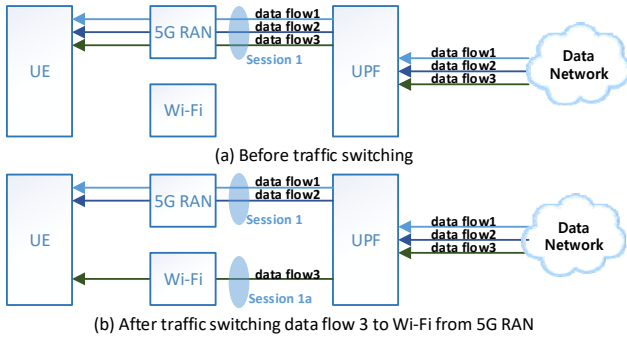 data flow1
5G RAN
data flow2
data flow3
Session 1
UE
UPF
data flow1
data flow2
data flow3
Data
Network
Wi-Fi
(a) Before traffic switching
data flow1
5G RAN
data flow2
Session 1
UE
UPF
data flow1
data flow2
data flow3
Data
Network
Wi-Fi
data flow3
Session 1a
(b) After traffic switching data flow 3 to Wi-Fi from 5G RAN